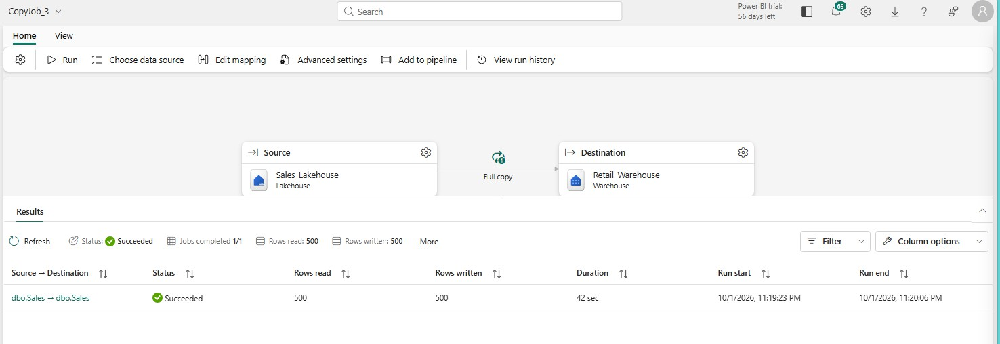 CopyJob_3
Search
Power BI trial:
56 days left
65
Home View
Run Choose data source Edit mapping Advanced settings Add to pipeline View run history
Source
Sales_Lakehouse
Lakehouse
1
Full copy
Destination
Retail_Warehouse
Warehouse
Results
Refresh Status: Succeeded Jobs completed 1/1 Rows read: 500 Rows written: 500 More Filter Column options
Source → Destination Status Rows read Rows written Duration Run start Run end
dbo.Sales → dbo.Sales Succeeded 500 500 42 sec 10/1/2026, 11:19:23 PM 10/1/2026, 11:20:06 PM